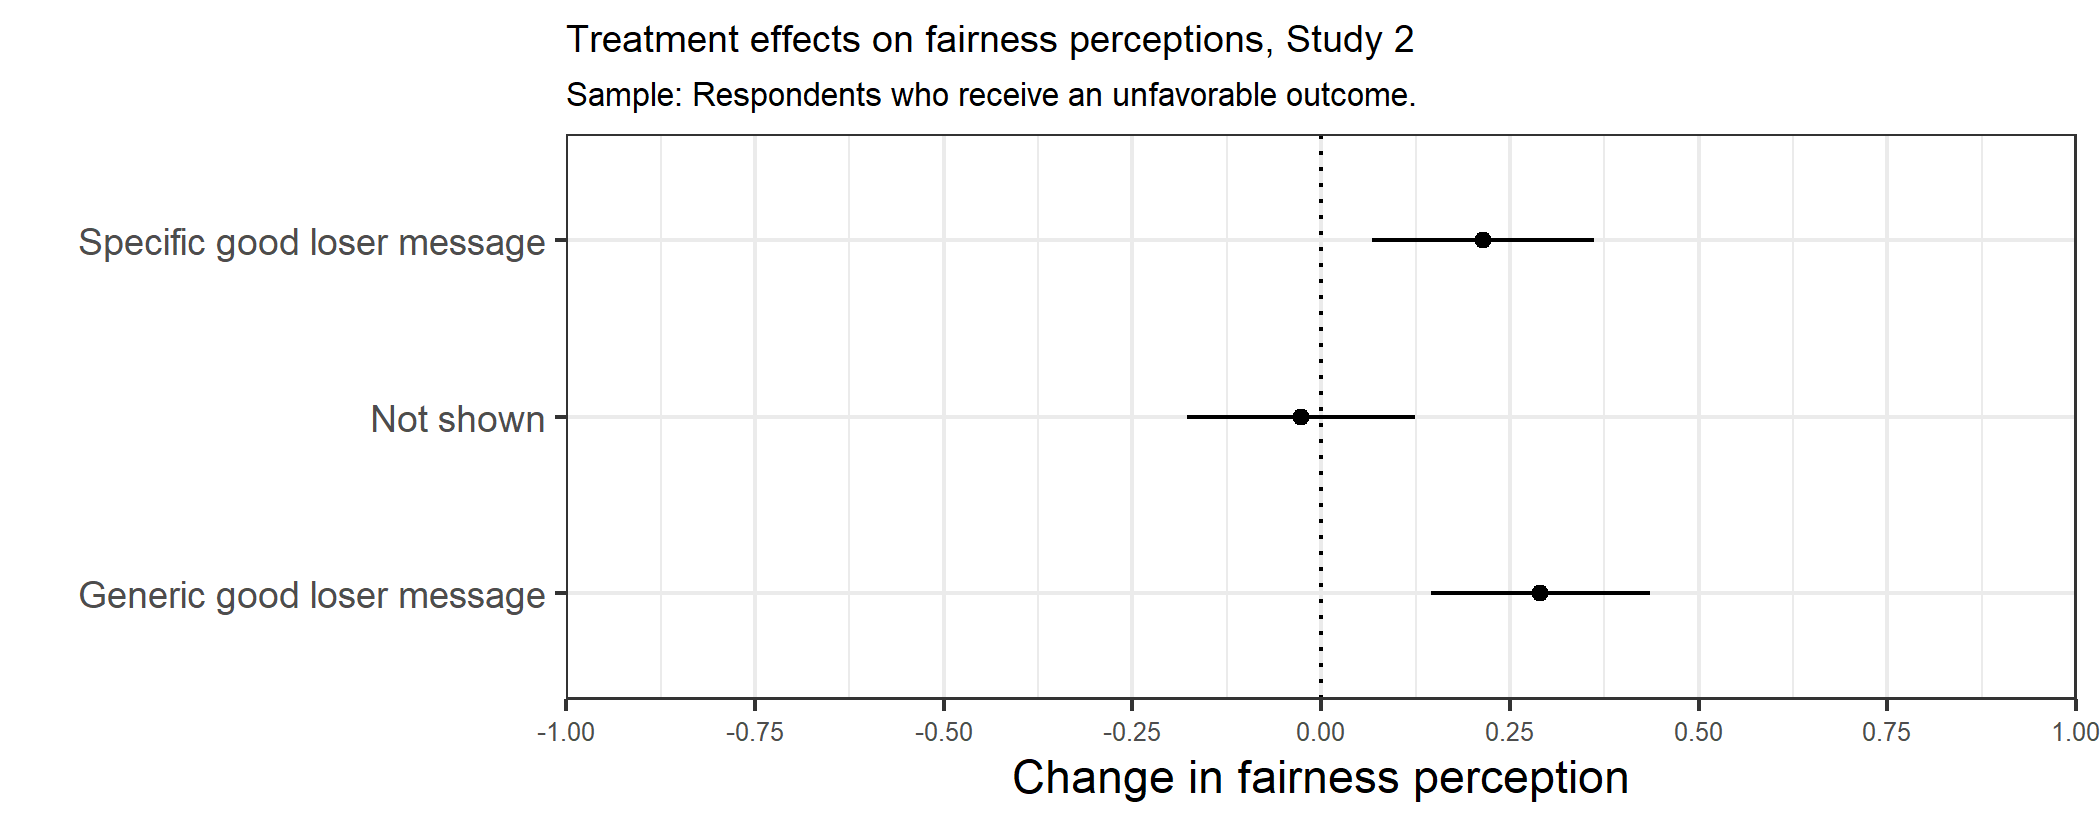 Treatment effects on fairness perceptions, Study 2
Sample: Respondents who receive an unfavorable outcome.
Specific good loser message
Not shown
Generic good loser message
-1.00 -0.75 -0.50 -0.25 0.00 0.25 0.50 0.75 1.00
Change in fairness perception